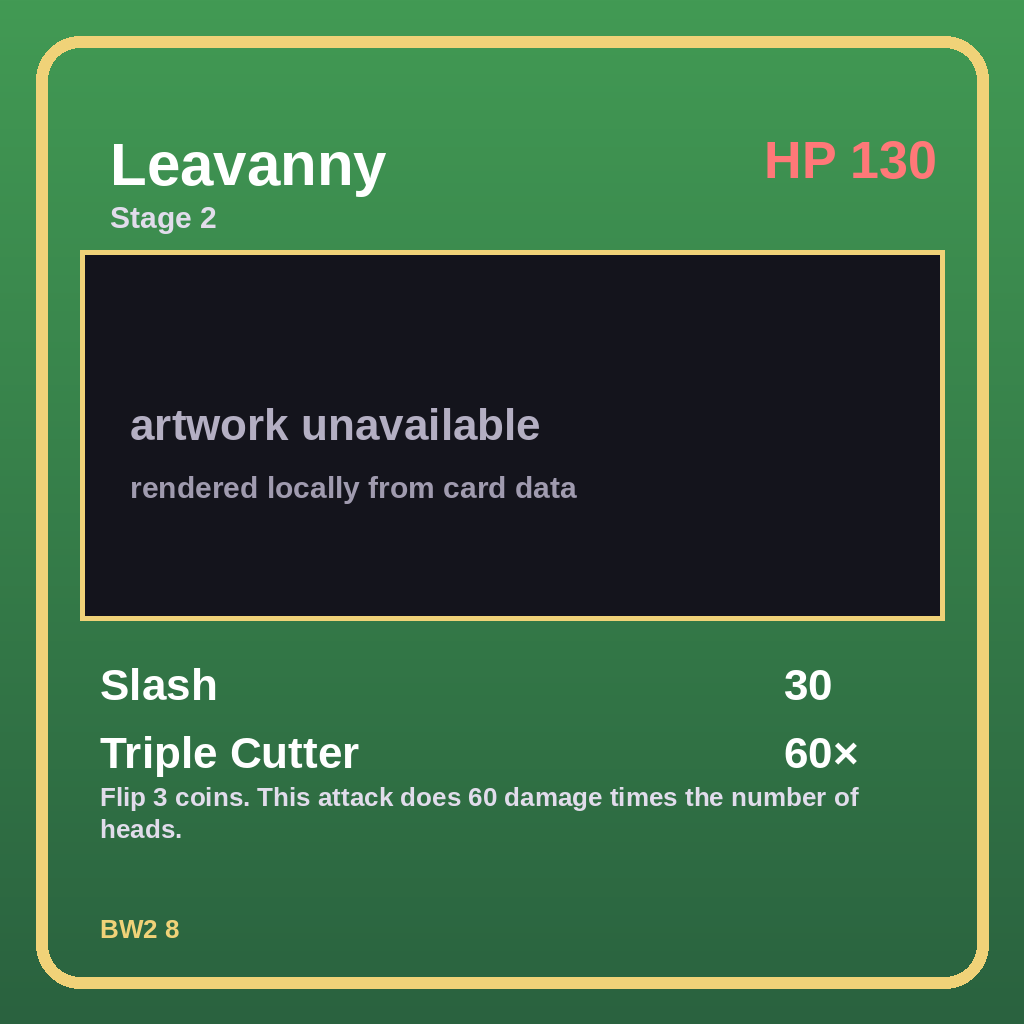 Leavanny
HP 130
Stage 2
artwork unavailable
rendered locally from card data
Slash 30
Triple Cutter 60×
Flip 3 coins. This attack does 60 damage times the number of
heads.
BW2 8